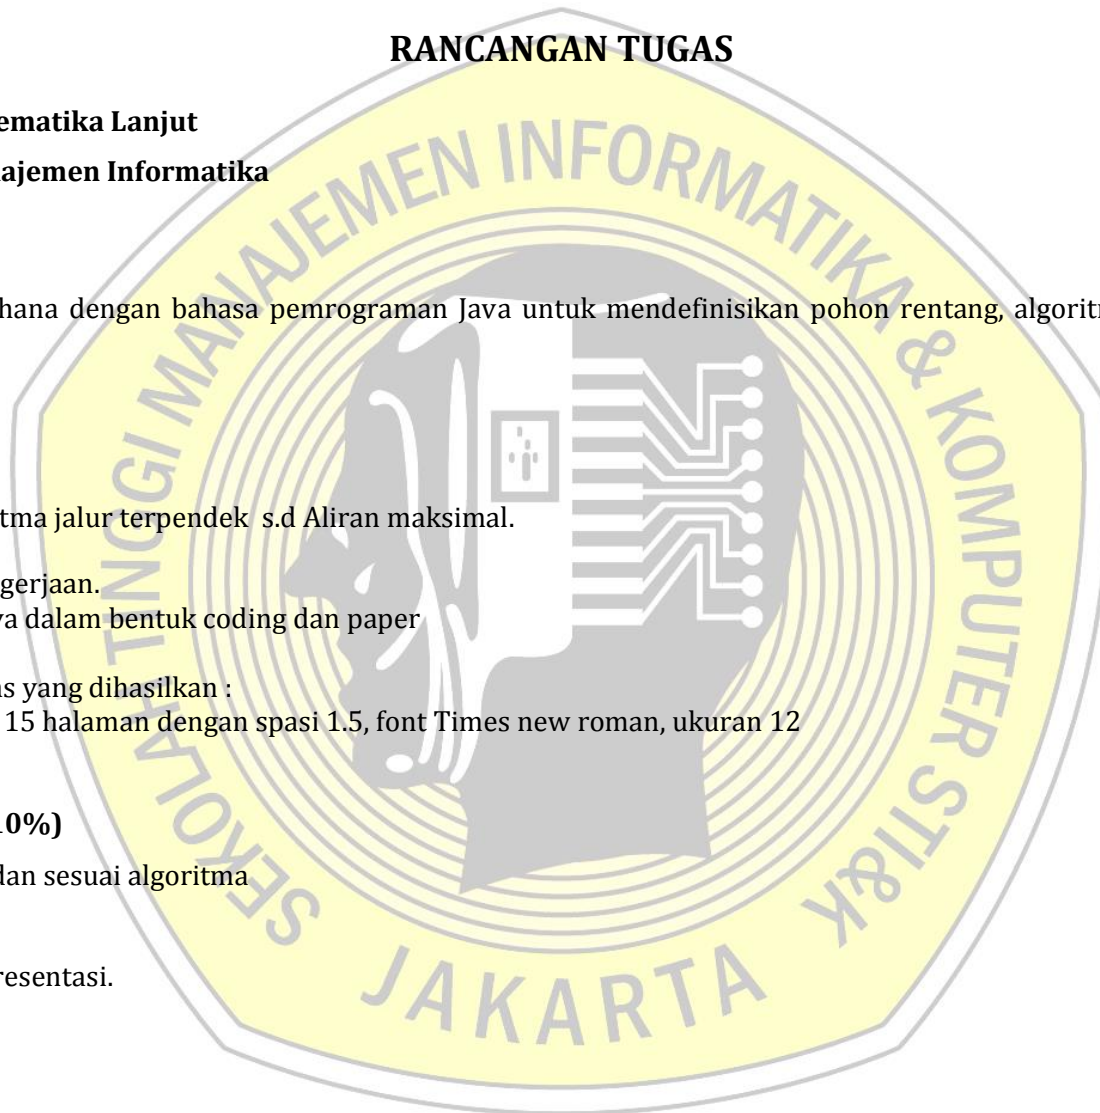 RANCANGAN TUGAS
ematika Lanjut
ajemen Informatika
hana dengan bahasa pemrograman Java untuk mendefinisikan pohon rentang, algorit
tma jalur terpendek s.d Aliran maksimal.
gerjaan.
a dalam bentuk coding dan paper
s yang dihasilkan :
15 halaman dengan spasi 1.5, font Times new roman, ukuran 12
10%)
dan sesuai algoritma
resentasi.
SEKOLAH TINGGI MANAJEMEN INFORMATIKA & KOMPUTER STI&K
JAKARTA